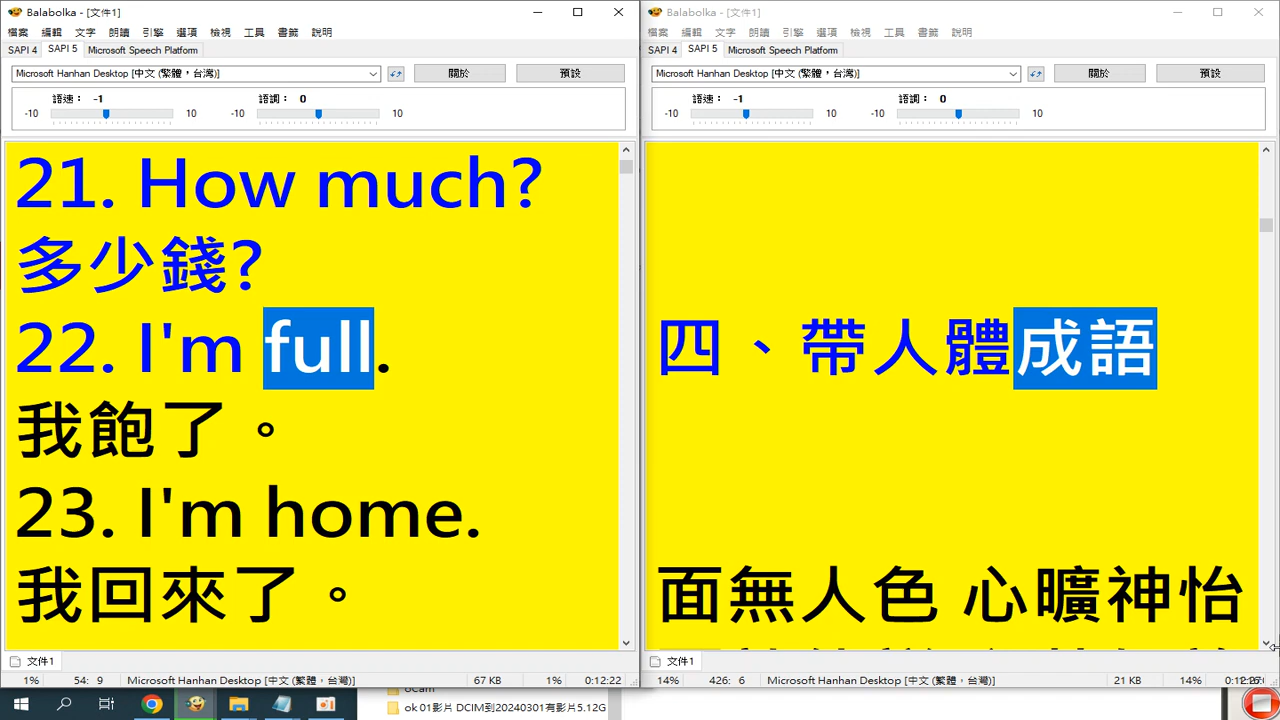 Balabolka - [文件1]
檔案 編輯 文字 朗讀 引擎 選項 檢視 工具 書籤 說明
SAPI 4 SAPI 5 Microsoft Speech Platform
Microsoft Hanhan Desktop [中文 (繁體，台灣)] 關於 預設
語速： -1 語調： 0
-10 10 -10 10
21. How much?
多少錢?
22. I'm full.
我飽了。
23. I'm home.
我回來了。
文件1
1% 54: 9 Microsoft Hanhan Desktop [中文 (繁體，台灣)] 67 KB 1% 0:12:22
Balabolka - [文件1]
檔案 編輯 文字 朗讀 引擎 選項 檢視 工具 書籤 說明
SAPI 4 SAPI 5 Microsoft Speech Platform
Microsoft Hanhan Desktop [中文 (繁體，台灣)] 關於 預設
語速： -1 語調： 0
-10 10 -10 10
四、帶人體成語
面無人色 心曠神怡
文件1
14% 426: 6 Microsoft Hanhan Desktop [中文 (繁體，台灣)] 21 KB 14%
ok 01影片 DCIM到20240301有影片5.12G